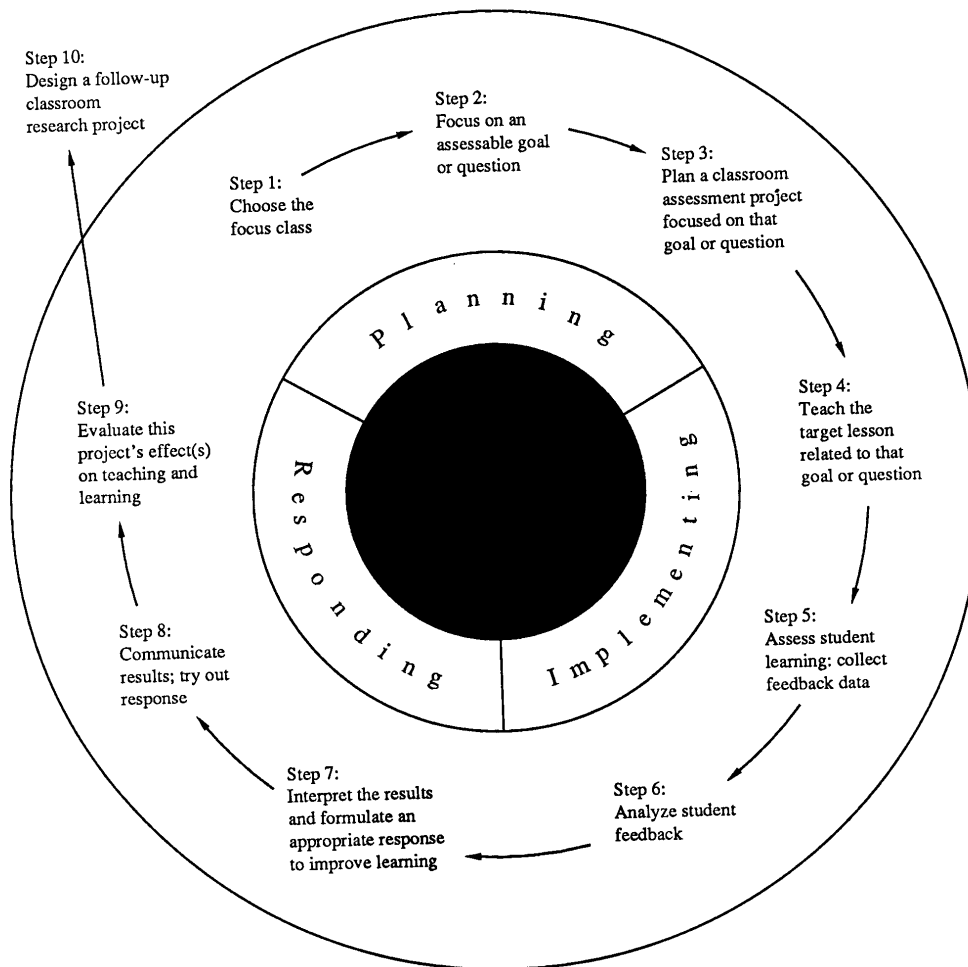 Step 10:
Design a follow-up
classroom
research project
Step 1:
Choose the
focus class
Step 2:
Focus on an
assessable goal
or question
Step 3:
Plan a classroom
assessment project
focused on that
goal or question
Step 4:
Teach the
target lesson
related to that
goal or question
Step 5:
Assess student
learning: collect
feedback data
Step 6:
Analyze student
feedback
Step 7:
Interpret the results
and formulate an
appropriate response
to improve learning
Step 8:
Communicate
results; try out
response
Step 9:
Evaluate this
project's effect(s)
on teaching and
learning
Planning
Implementing
Responding